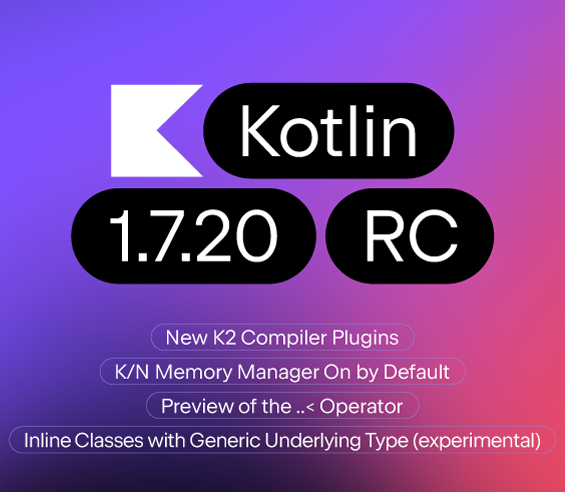 Kotlin
1.7.20 RC
New K2 Compiler Plugins
K/N Memory Manager On by Default
Preview of the ..< Operator
Inline Classes with Generic Underlying Type (experimental)